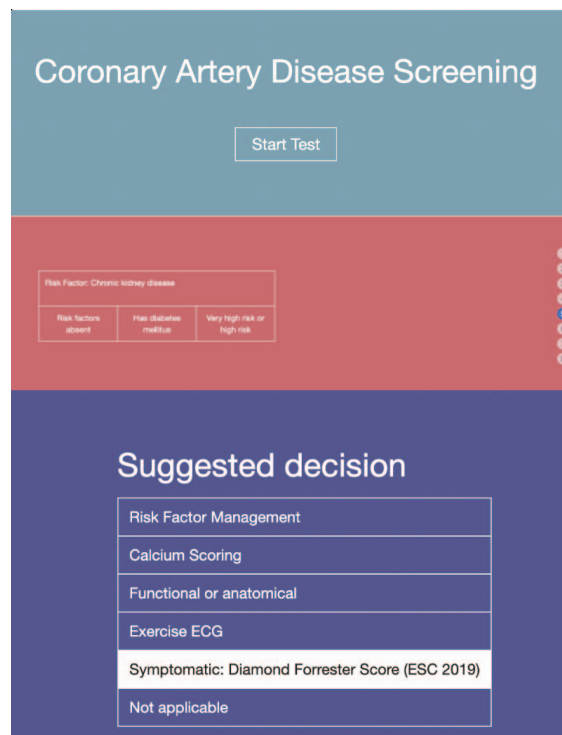 Coronary Artery Disease Screening
Start Test
Risk Factor: Chronic kidney disease
Risk factors
absent
Has diabetes
mellitus
Very high risk or
high risk
Suggested decision
Risk Factor Management
Calcium Scoring
Functional or anatomical
Exercise ECG
Symptomatic: Diamond Forrester Score (ESC 2019)
Not applicable